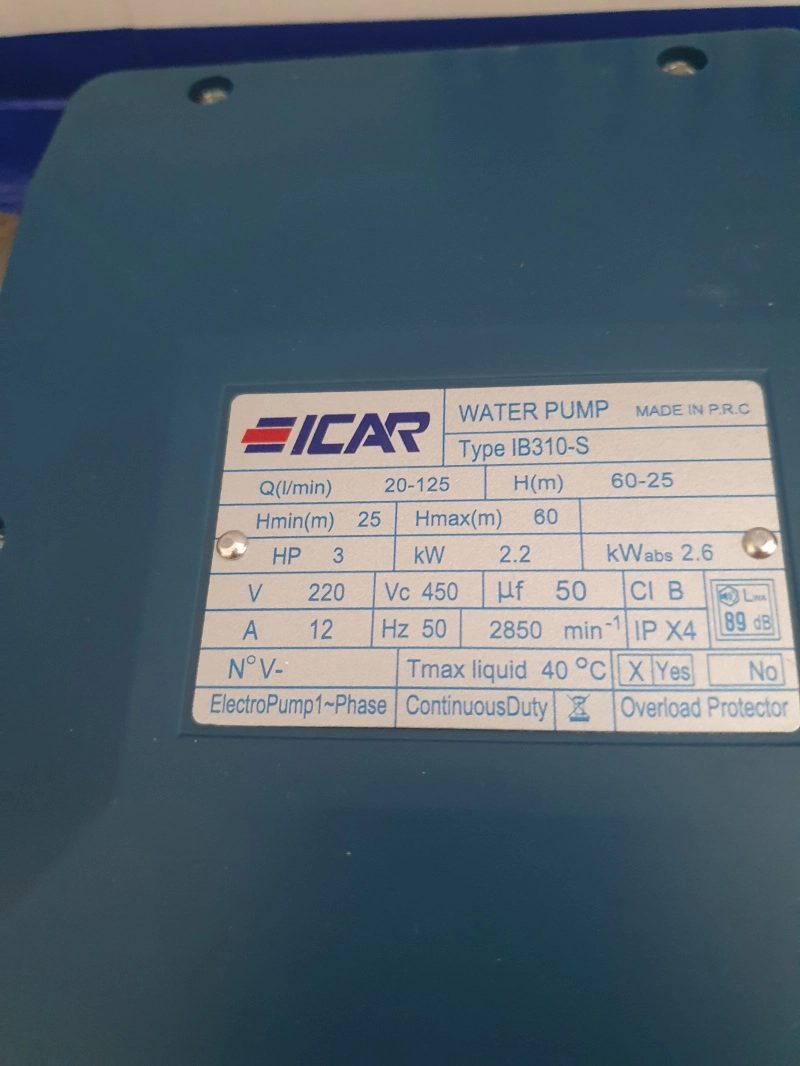 ICAR
WATER PUMP MADE IN P.R.C
Type IB310-S
Q(l/min) 20-125 H(m) 60-25
Hmin(m) 25 Hmax(m) 60
HP 3 kW 2.2 kWabs 2.6
V 220 Vc 450 µf 50 Cl B
A 12 Hz 50 2850 min-1 IP X4 89 dB
N° V- Tmax liquid 40 °C X Yes No
ElectroPump1~Phase ContinuousDuty Overload Protector